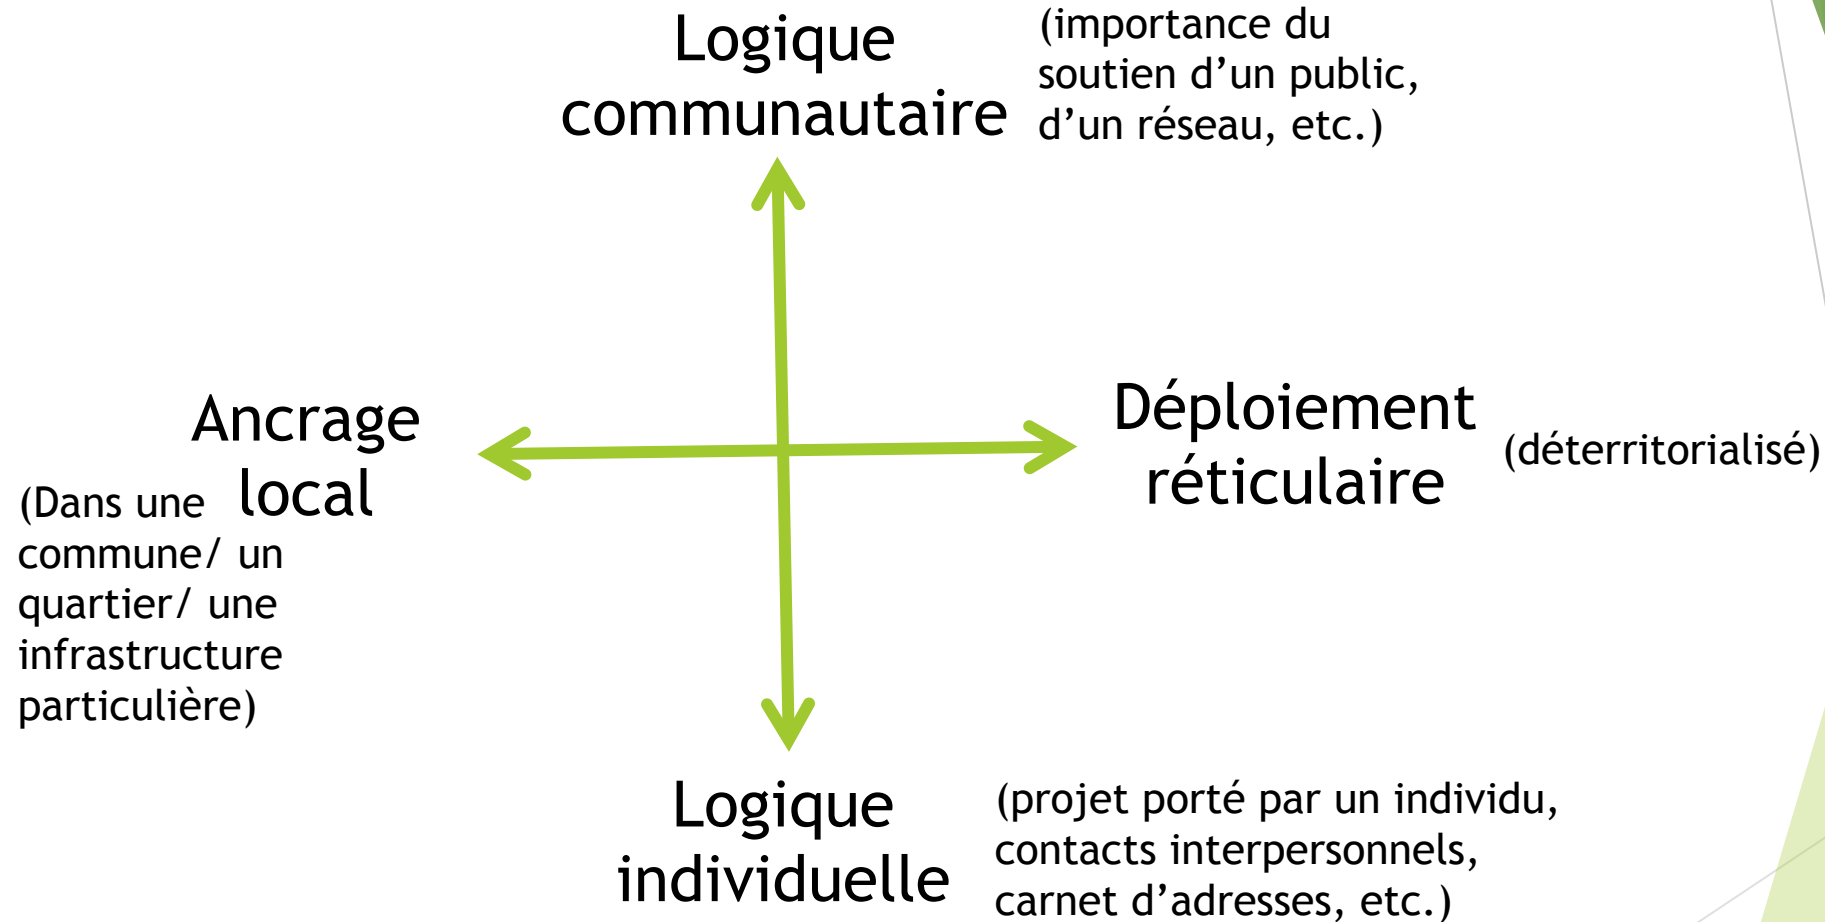 Logique
communautaire
(importance du
soutien d’un public,
d’un réseau, etc.)
Ancrage
local
(Dans une
commune/ un
quartier/ une
infrastructure
particulière)
Déploiement
réticulaire
(déterritorialisé)
Logique
individuelle
(projet porté par un individu,
contacts interpersonnels,
carnet d’adresses, etc.)